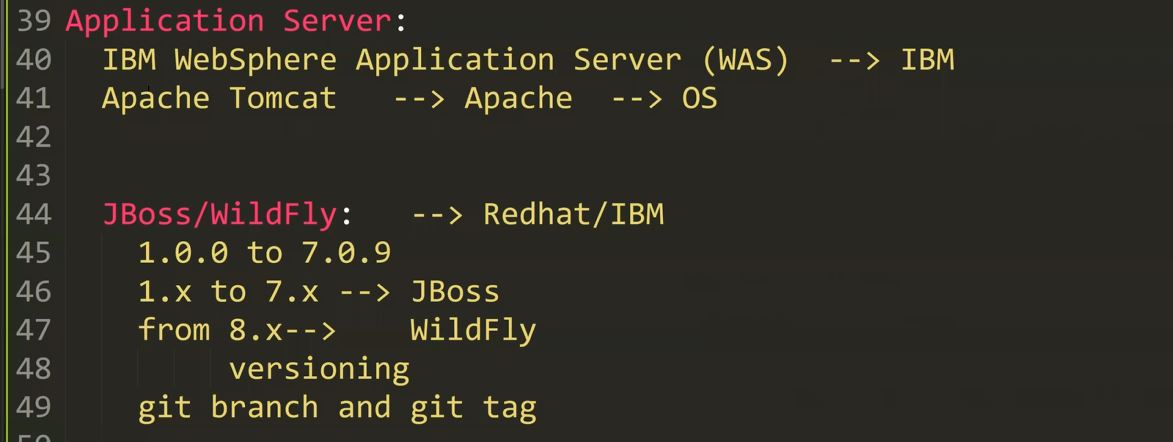 39 Application Server:
40 IBM WebSphere Application Server (WAS) --> IBM
41 Apache Tomcat --> Apache --> OS
42
43
44 JBoss/WildFly: --> Redhat/IBM
45 1.0.0 to 7.0.9
46 1.x to 7.x --> JBoss
47 from 8.x--> WildFly
48 versioning
49 git branch and git tag